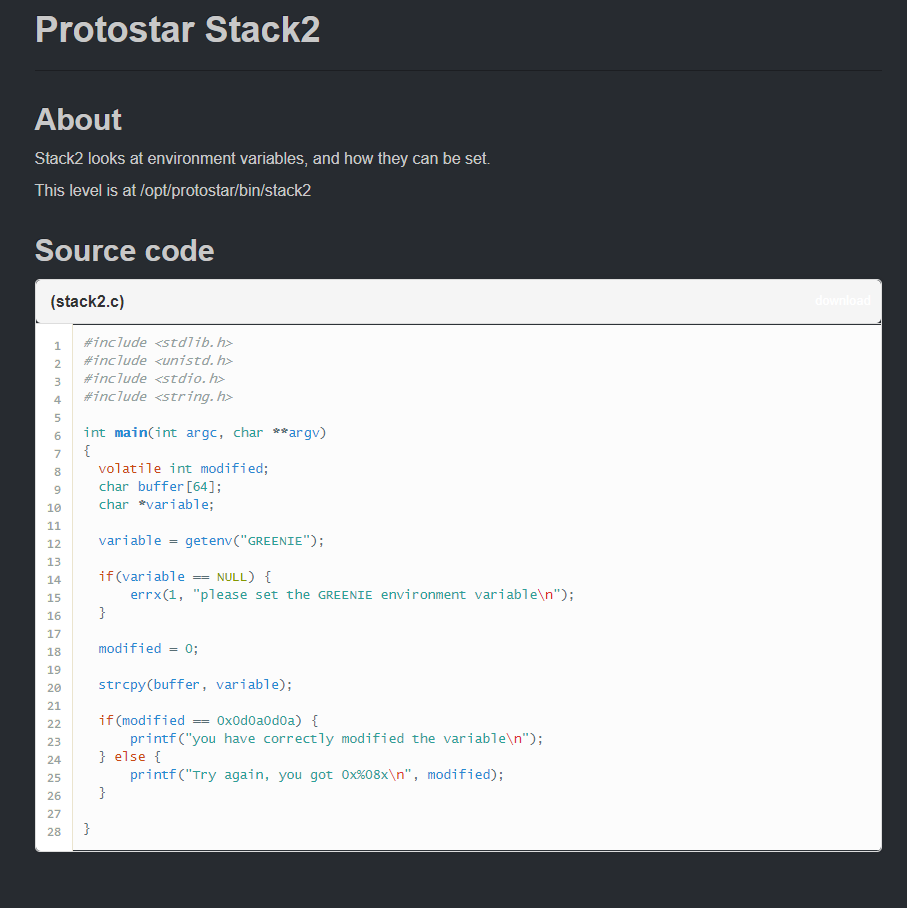 Protostar Stack2
About
Stack2 looks at environment variables, and how they can be set.
This level is at /opt/protostar/bin/stack2
Source code
(stack2.c) download
1 #include <stdlib.h>
2 #include <unistd.h>
3 #include <stdio.h>
4 #include <string.h>
5
6 int main(int argc, char **argv)
7 {
8   volatile int modified;
9   char buffer[64];
10   char *variable;
11
12   variable = getenv("GREENIE");
13
14   if(variable == NULL) {
15       errx(1, "please set the GREENIE environment variable\n");
16   }
17
18   modified = 0;
19
20   strcpy(buffer, variable);
21
22   if(modified == 0x0d0a0d0a) {
23       printf("you have correctly modified the variable\n");
24   } else {
25       printf("Try again, you got 0x%08x\n", modified);
26   }
27
28 }